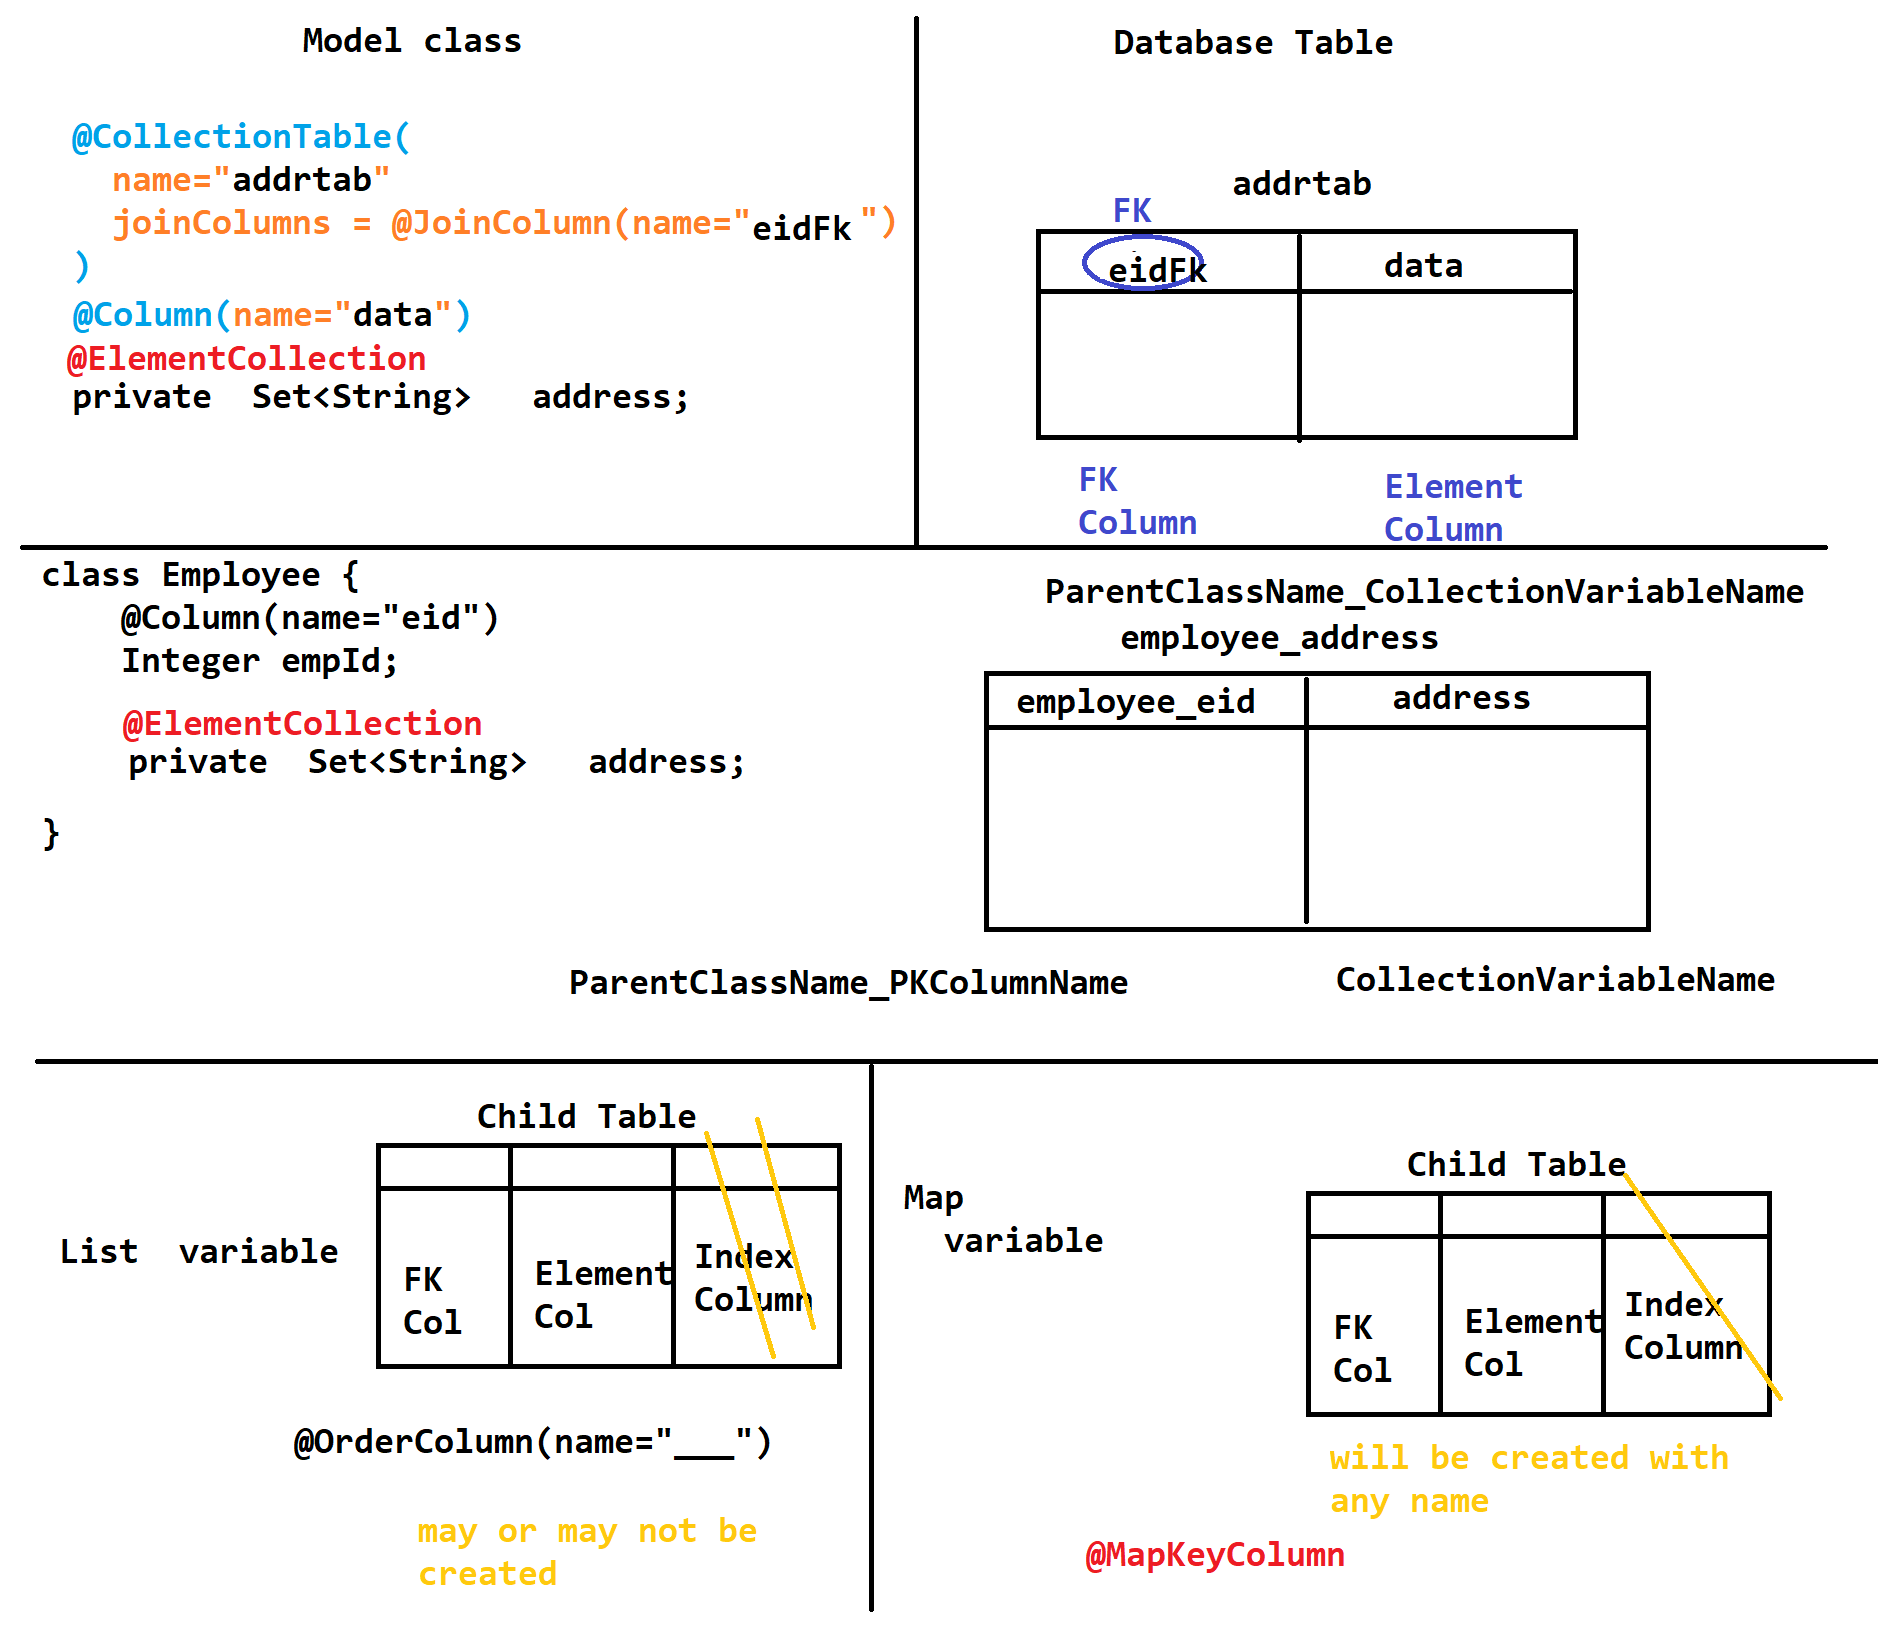 Model class
@CollectionTable(
name="addrtab"
joinColumns = @JoinColumn(name="eidFk")
)
@Column(name="data")
@ElementCollection
private Set<String> address;
Database Table
addrtab
FK
eidFk data
FK
Column
Element
Column
class Employee {
@Column(name="eid")
Integer empId;
@ElementCollection
private Set<String> address;
}
ParentClassName_CollectionVariableName
employee_address
employee_eid address
ParentClassName_PKColumnName
CollectionVariableName
Child Table
List variable
FK
Col
Element
Col
Index
Column
@OrderColumn(name="___")
may or may not be
created
Map
variable
Child Table
FK
Col
Element
Col
Index
Column
will be created with
any name
@MapKeyColumn